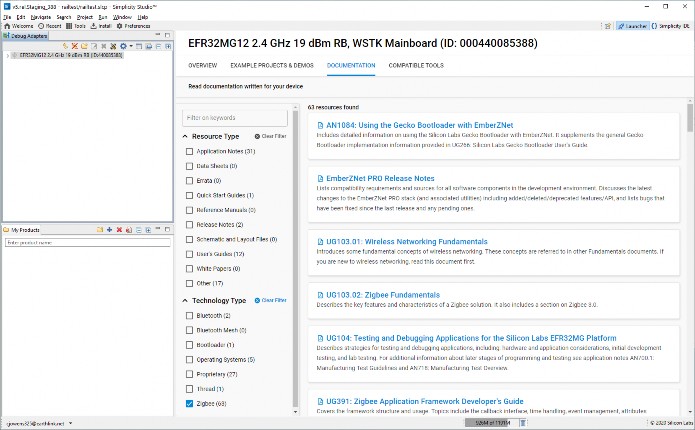 v5.railStaging_388 - railtest/railtest.slcp - Simplicity Studio™
File Edit Navigate Search Project Run Window Help
Welcome Recent Tools Install Preferences
Launcher Simplicity IDE
Debug Adapters
EFR32MG12 2.4 GHz 19 dBm RB (ID:440085388)
My Products
Enter product name
EFR32MG12 2.4 GHz 19 dBm RB, WSTK Mainboard (ID: 000440085388)
OVERVIEW EXAMPLE PROJECTS & DEMOS DOCUMENTATION COMPATIBLE TOOLS
Read documentation written for your device
Filter on keywords
Resource Type Clear Filter
Application Notes (31)
Data Sheets (0)
Errata (0)
Quick Start Guides (1)
Reference Manuals (0)
Release Notes (2)
Schematic and Layout Files (0)
User's Guides (12)
White Papers (0)
Other (17)
Technology Type Clear Filter
Bluetooth (2)
Bluetooth Mesh (0)
Bootloader (1)
Operating Systems (5)
Proprietary (27)
Thread (1)
Zigbee (63)
63 resources found
AN1084: Using the Gecko Bootloader with EmberZNet
Includes detailed information on using the Silicon Labs Gecko Bootloader with EmberZNet. It supplements the general Gecko
Bootloader implementation information provided in UG266: Silicon Labs Gecko Bootloader User's Guide.
EmberZNet PRO Release Notes
Lists compatibility requirements and sources for all software components in the development environment. Discusses the latest
changes to the EmberZNet PRO stack (and associated utilities) including added/deleted/deprecated features/API, and lists bugs that
have been fixed since the last release and any pending ones.
UG103.01: Wireless Networking Fundamentals
Introduces some fundamental concepts of wireless networking. These concepts are referred to in other Fundamentals documents. If
you are new to wireless networking, read this document first.
UG103.02: Zigbee Fundamentals
Describes the key features and characteristics of a Zigbee solution. It also includes a section on Zigbee 3.0.
UG104: Testing and Debugging Applications for the Silicon Labs EFR32MG Platform
Describes strategies for testing and debugging applications, including hardware and application considerations, initial development
testing, and lab testing. For additional information about later stages of programming and testing see application notes AN700.1:
Manufacturing Test Guidelines and AN718: Manufacturing Test Overview.
UG391: Zigbee Application Framework Developer's Guide
Covers the framework structure and usage. Topics include the callback interface, time handling, event management, attributes
cjowens325@earthlink.net
926M of 1101M
© 2020 Silicon Labs